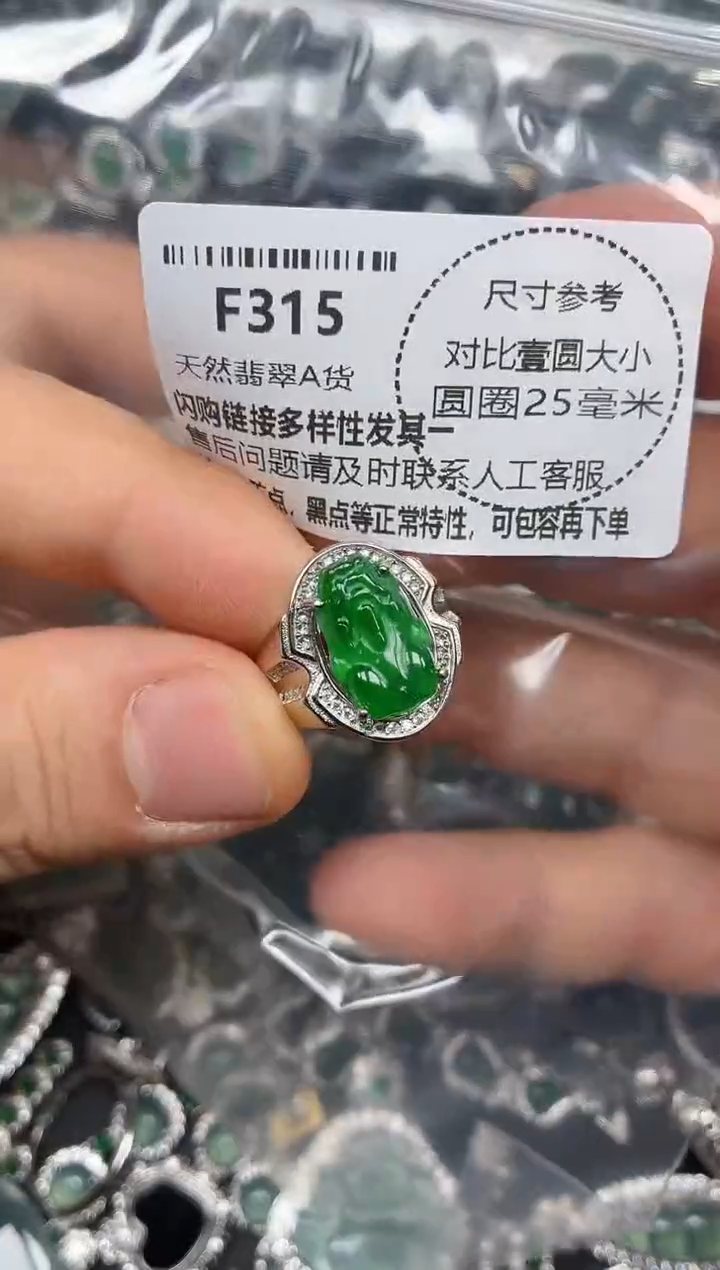 F315
天然翡翠A货
尺寸参考
对比壹圆大小
圆圈25毫米
闪购链接多样性发其一
售后问题请及时联系人工客服
点,黑点等正常特性,可包容再下单